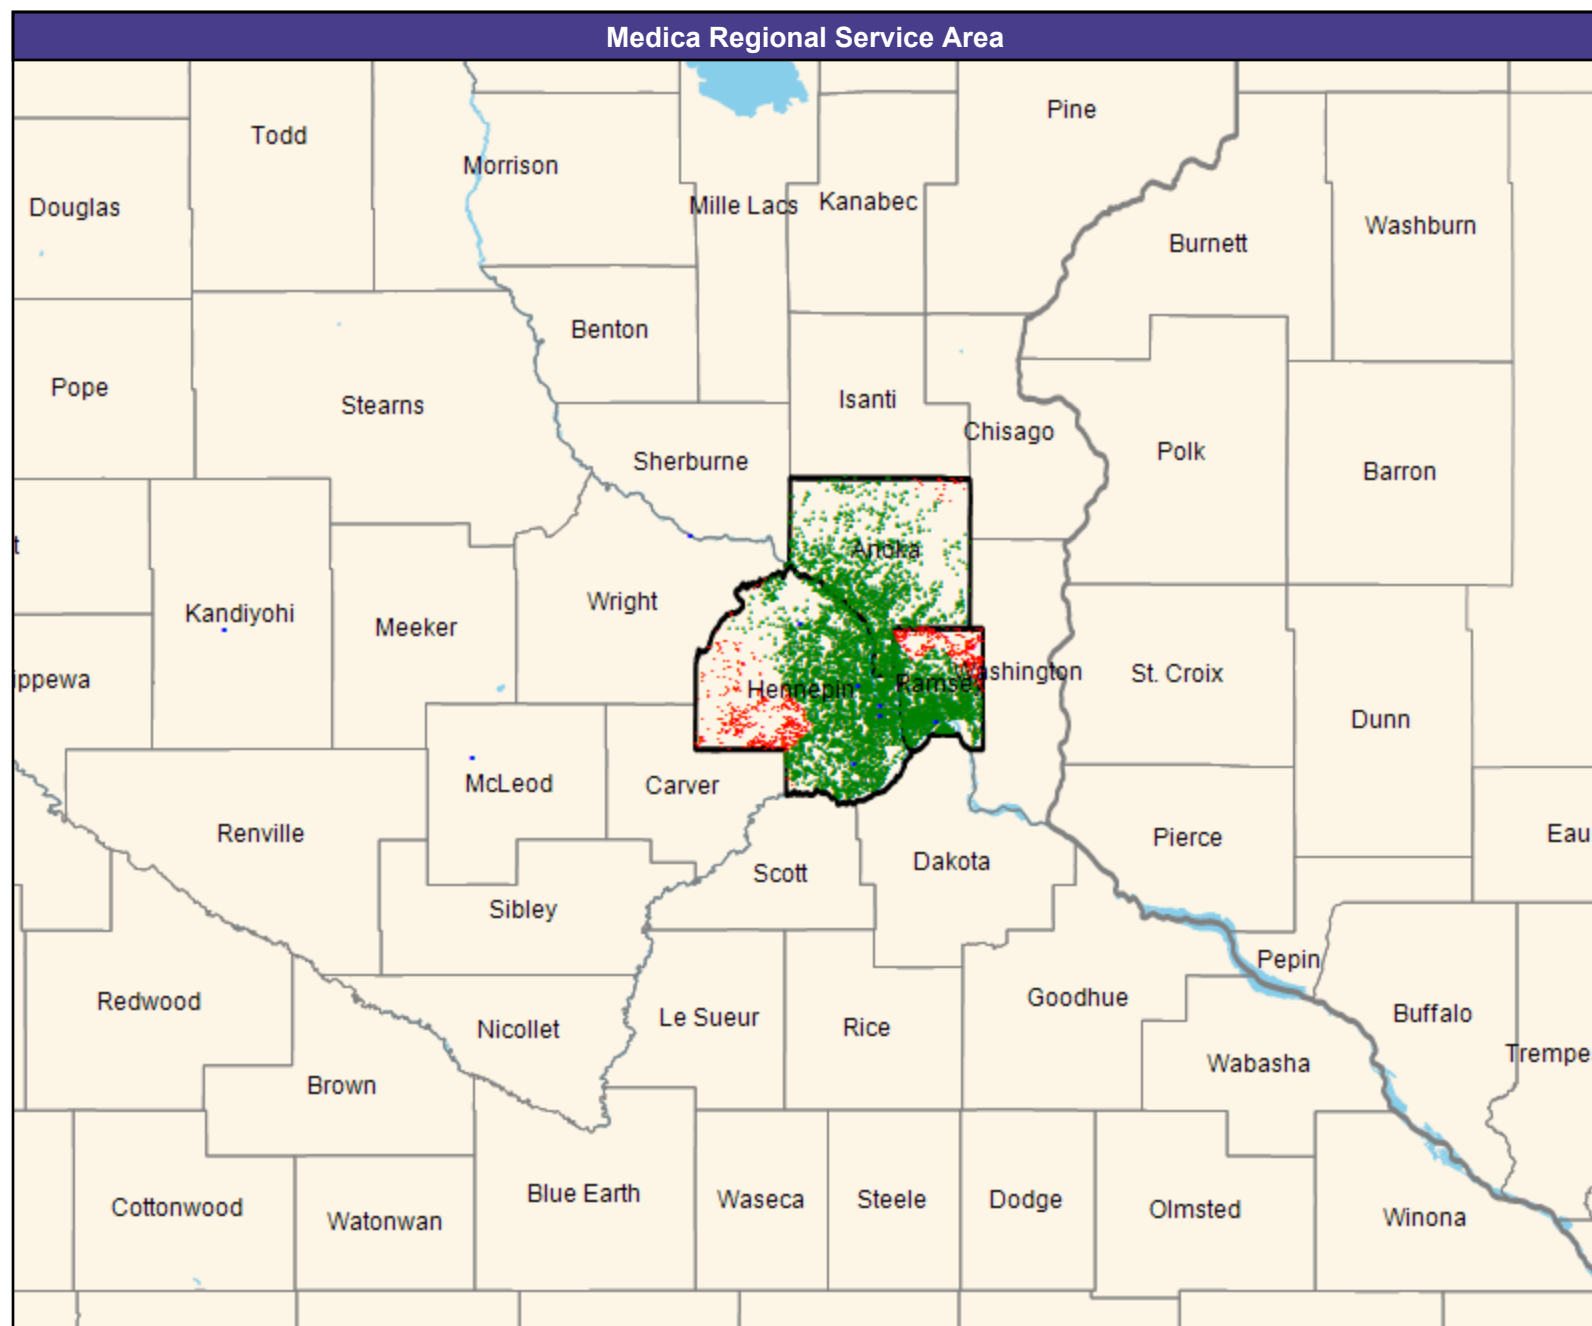 Medica Regional Service Area
Pine
Todd
Morrison
Douglas
Mille Lacs
Kanabec
Washburn
Burnett
Benton
Pope
Stearns
Isanti
Chisago
Polk
Sherburne
Barron
t
Anoka
Wright
Kandiyohi
Meeker
ippewa
Hennepin
Ramsey
Washington
St. Croix
Dunn
McLeod
Carver
Renville
Pierce
Eau
Scott
Dakota
Sibley
Pepin
Redwood
Goodhue
Nicollet
Le Sueur
Rice
Buffalo
Trempe
Wabasha
Brown
Cottonwood
Watonwan
Blue Earth
Waseca
Steele
Dodge
Olmsted
Winona